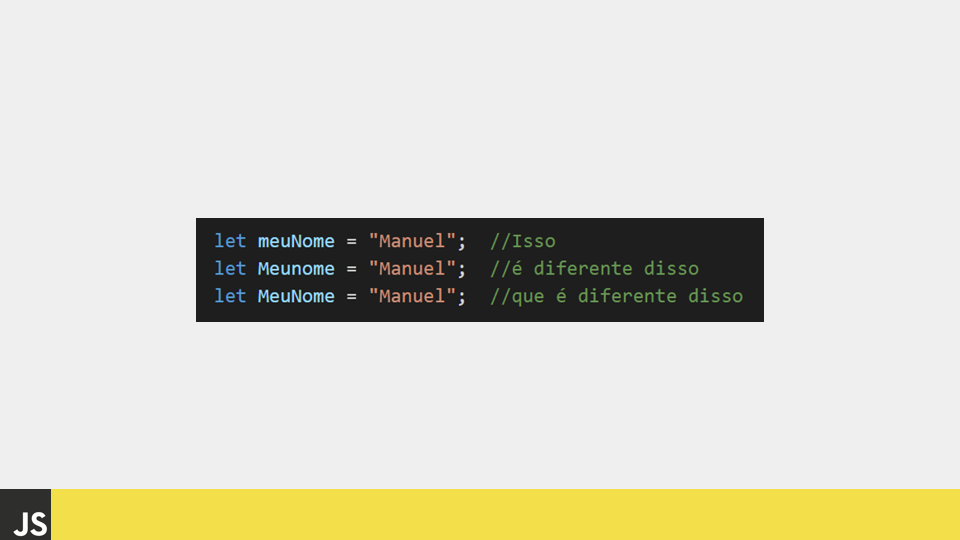 let meuNome = "Manuel";  //Isso
let Meunome = "Manuel";  //é diferente disso
let MeuNome = "Manuel";  //que é diferente disso
JS